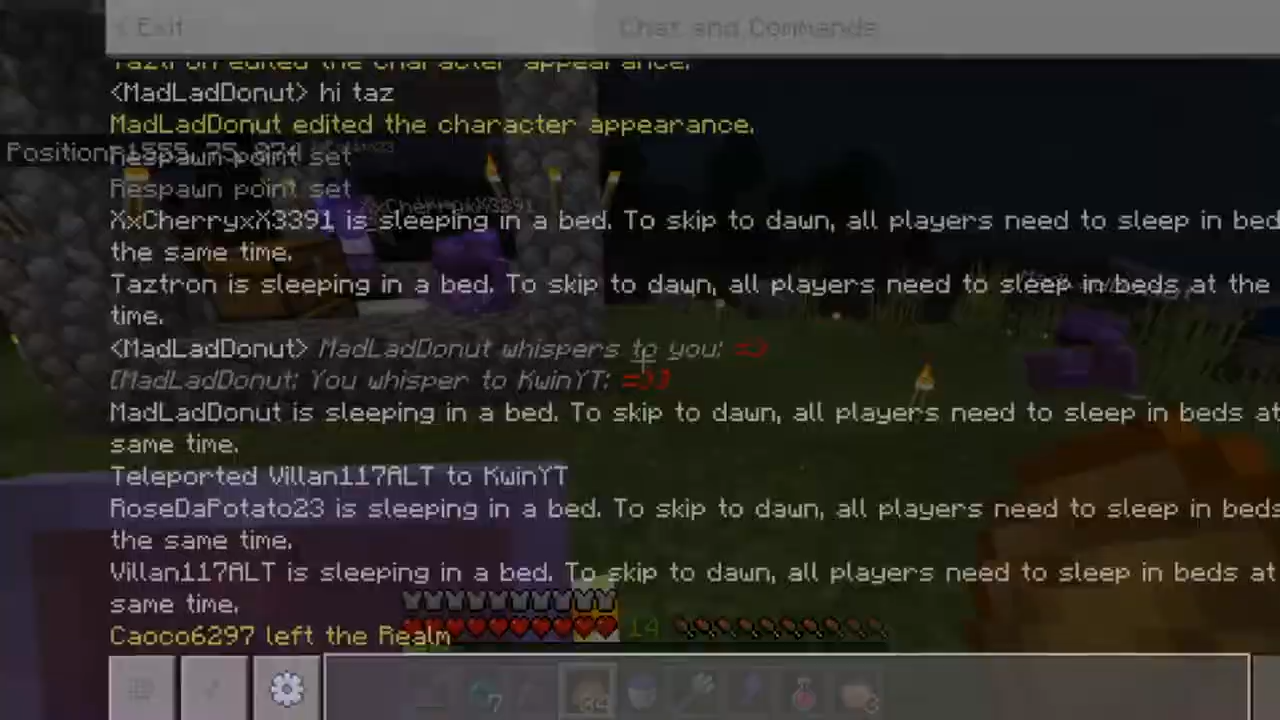 Exit
Chat and Commands
Taztron edited the character appearance.
<MadLadDonut> hi taz
MadLadDonut edited the character appearance.
Position:
Respawn point set
Respawn point set
XxCherryxX3391
XxCherryxX3391 is sleeping in a bed. To skip to dawn, all players need to sleep in bed
the same time.
Taztron is sleeping in a bed. To skip to dawn, all players need to sleep in beds at the
time.
<MadLadDonut> MadLadDonut whispers to you: =)
[MadLadDonut: You whisper to KwinYT: =)]
MadLadDonut is sleeping in a bed. To skip to dawn, all players need to sleep in beds at
same time.
Teleported Villan117ALT to KwinYT
RoseDaPotato23 is sleeping in a bed. To skip to dawn, all players need to sleep in beds
the same time.
Villan117ALT is sleeping in a bed. To skip to dawn, all players need to sleep in beds at
same time.
Caoco6297 left the Realm
14
7
34
3